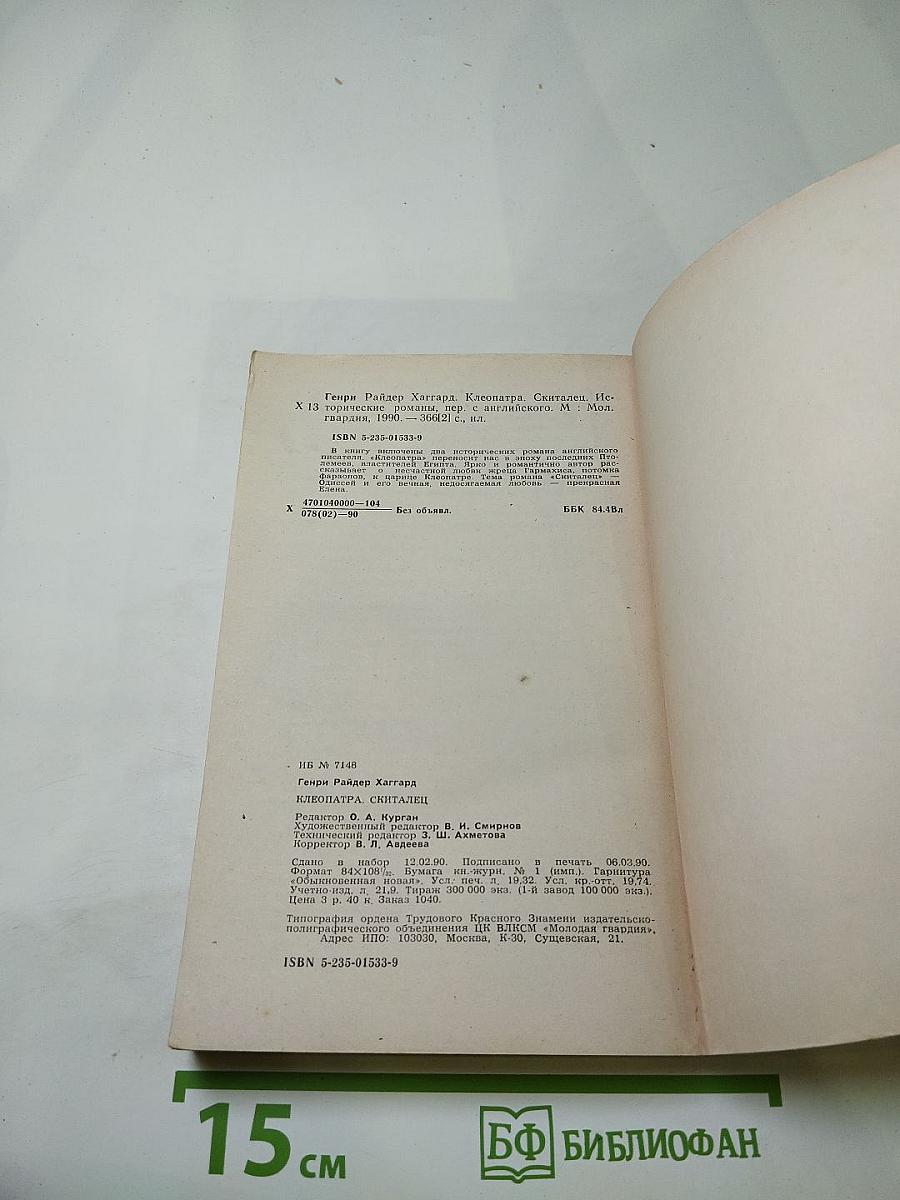 Генри Райдер Хаггард. Клеопатра. Скиталец. Ис-
Х 13 торические романы, пер. с английского. М : Мол.
гвардия, 1990. — 366[2] с., ил.
ISBN 5-235-01533-9
В книгу включены два исторических романа английского
писателя. «Клеопатра» переносит нас в эпоху последних Пто-
лемеев, властителей Египта. Ярко и романтично автор рас-
сказывает о несчастной любви жреца Гармахиса, потомка
фараонов, к царице Клеопатре. Тема романа «Скиталец» —
Одиссей и его вечная, недосягаемая любовь — прекрасная
Елена.
Х 4701040000—104
078(02)—90 Без объявл. ББК 84.4Вл
ИБ № 7148
Генри Райдер Хаггард
КЛЕОПАТРА. СКИТАЛЕЦ
Редактор О. А. Курган
Художественный редактор В. И. Смирнов
Технический редактор З. Ш. Ахметова
Корректор В. Л. Авдеева
Сдано в набор 12.02.90. Подписано в печать 06.03.90.
Формат 84×108¹/₃₂. Бумага кн.-журн. № 1 (имп.). Гарнитура
«Обыкновенная новая». Усл. печ. л. 19,32. Усл. кр.-отт. 19,74.
Учетно-изд. л. 21,9. Тираж 300 000 экз. (1-й завод 100 000 экз.).
Цена 3 р. 40 к. Заказ 1040.
Типография ордена Трудового Красного Знамени издательско-
полиграфического объединения ЦК ВЛКСМ «Молодая гвардия».
Адрес ИПО: 103030, Москва, К-30, Сущевская, 21.
ISBN 5-235-01533-9
15 см
БФ БИБЛИОФАН